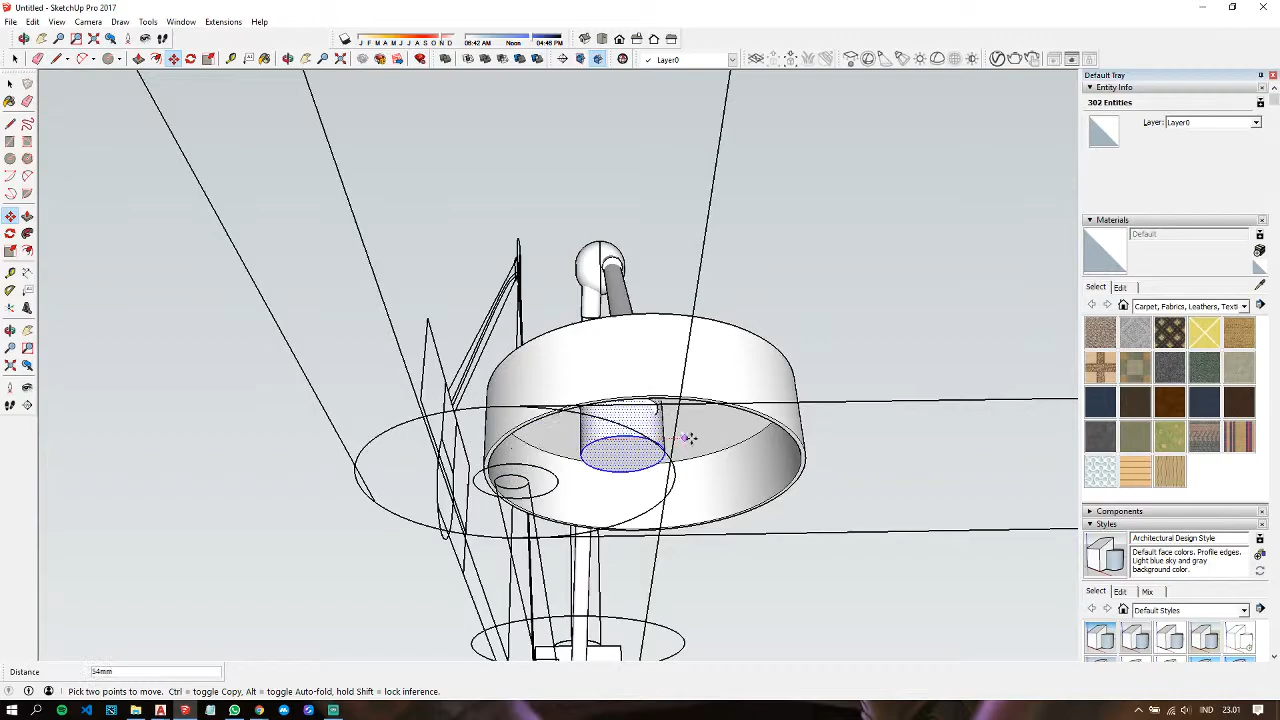 Untitled - SketchUp Pro 2017
File Edit View Camera Draw Tools Window Extensions Help
J F M A M J J A S O N D
06:42 AM Noon 04:46 PM
Layer0
Default Tray
Entity Info
302 Entities
Layer: Layer0
Materials
Default
Select Edit
Carpet, Fabrics, Leathers, Texti
Components
Styles
Architectural Design Style
Default face colors. Profile edges.
Light blue sky and gray
background color.
Select Edit Mix
Default Styles
Distance 54mm
Pick two points to move. Ctrl = toggle Copy, Alt = toggle Auto-fold, hold Shift = lock inference.
IND 23.01